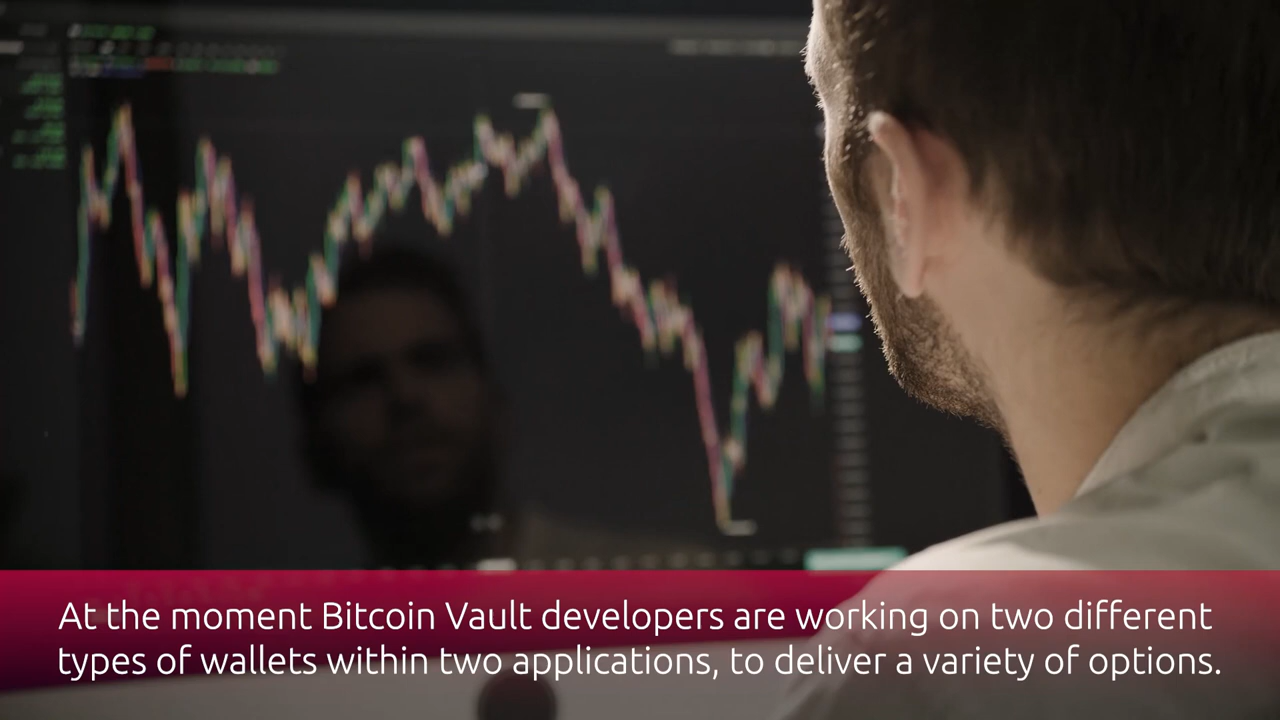 At the moment Bitcoin Vault developers are working on two different
types of wallets within two applications, to deliver a variety of options.